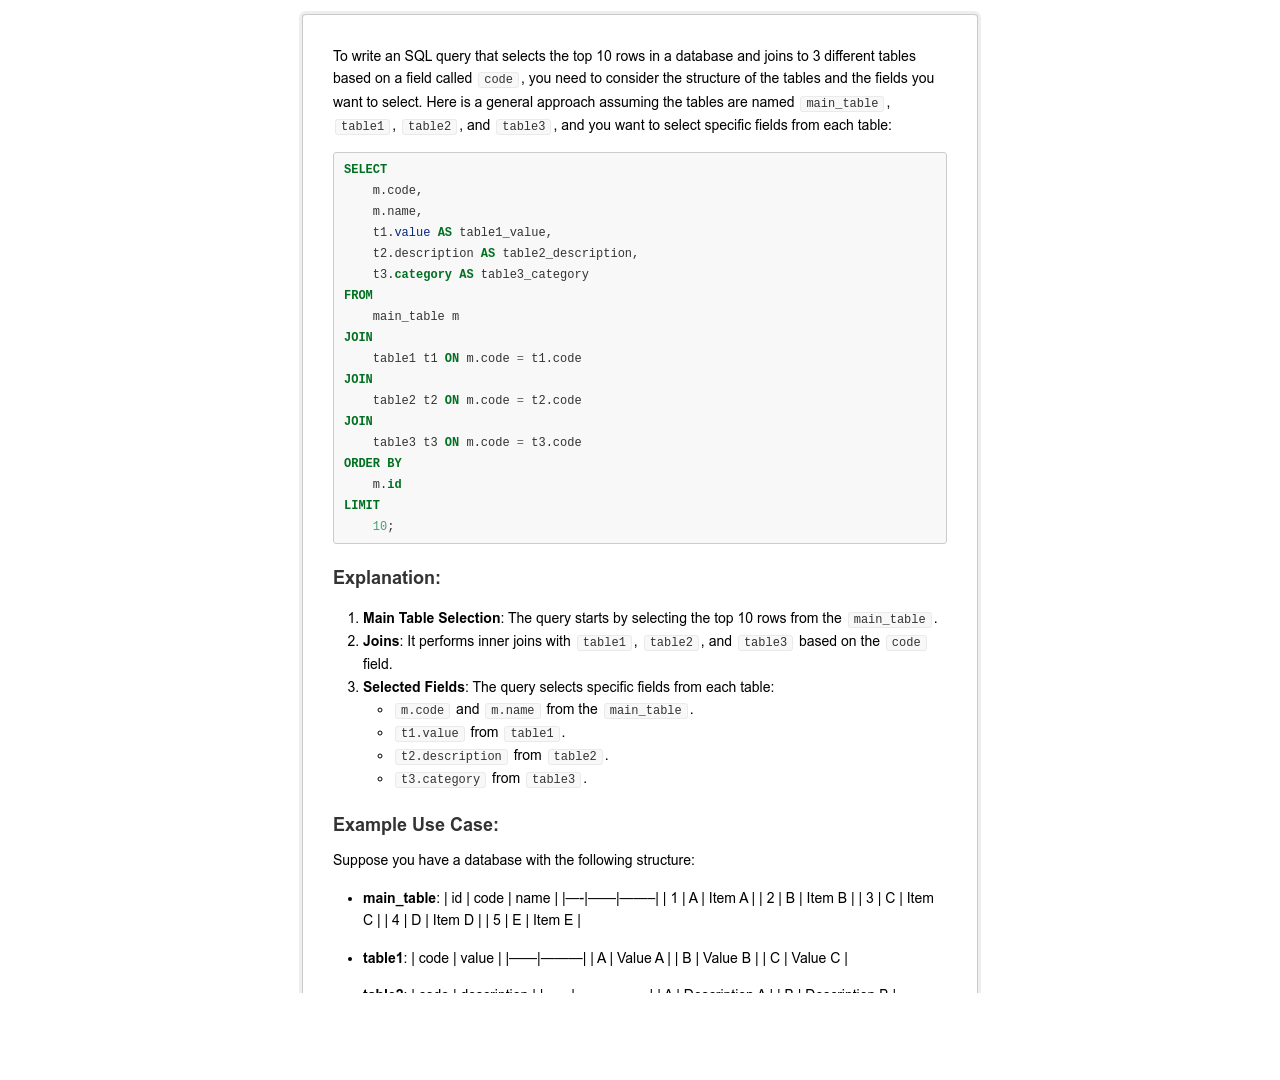 To write an SQL query that selects the top 10 rows in a database and joins to 3 different tables
based on a field called code, you need to consider the structure of the tables and the fields you
want to select. Here is a general approach assuming the tables are named main_table,
table1, table2, and table3, and you want to select specific fields from each table:
SELECT
    m.code,
    m.name,
    t1.value AS table1_value,
    t2.description AS table2_description,
    t3.category AS table3_category
FROM
    main_table m
JOIN
    table1 t1 ON m.code = t1.code
JOIN
    table2 t2 ON m.code = t2.code
JOIN
    table3 t3 ON m.code = t3.code
ORDER BY
    m.id
LIMIT
    10;
Explanation:
1. Main Table Selection: The query starts by selecting the top 10 rows from the main_table.
2. Joins: It performs inner joins with table1, table2, and table3 based on the code
field.
3. Selected Fields: The query selects specific fields from each table:
◦ m.code and m.name from the main_table.
◦ t1.value from table1.
◦ t2.description from table2.
◦ t3.category from table3.
Example Use Case:
Suppose you have a database with the following structure:
• main_table: | id | code | name | |—-|——|——–| | 1 | A | Item A | | 2 | B | Item B | | 3 | C | Item
C | | 4 | D | Item D | | 5 | E | Item E |
• table1: | code | value | |——|———| | A | Value A | | B | Value B | | C | Value C |